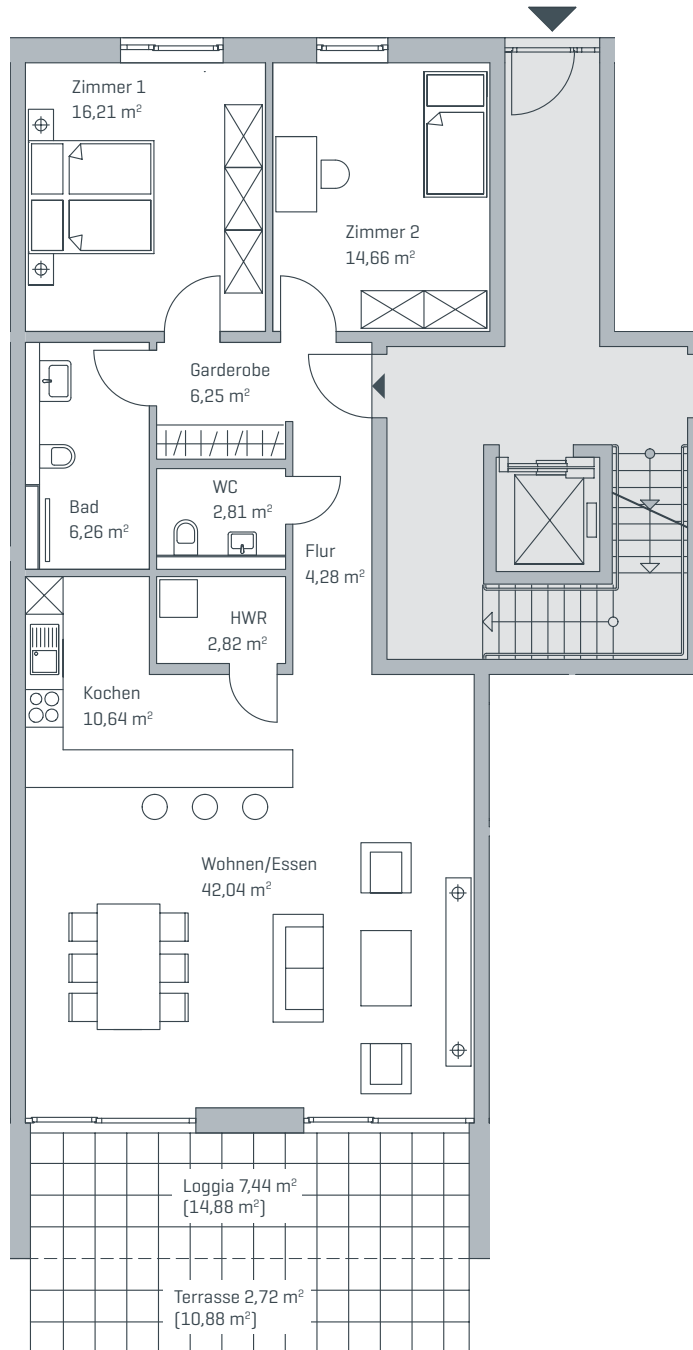 Zimmer 1
16,21 m²
Zimmer 2
14,66 m²
Garderobe
6,25 m²
WC
2,81 m²
Bad
6,26 m²
Flur
4,28 m²
HWR
2,82 m²
Kochen
10,64 m²
Wohnen/Essen
42,04 m²
Loggia 7,44 m²
(14,88 m²)
Terrasse 2,72 m²
(10,88 m²)